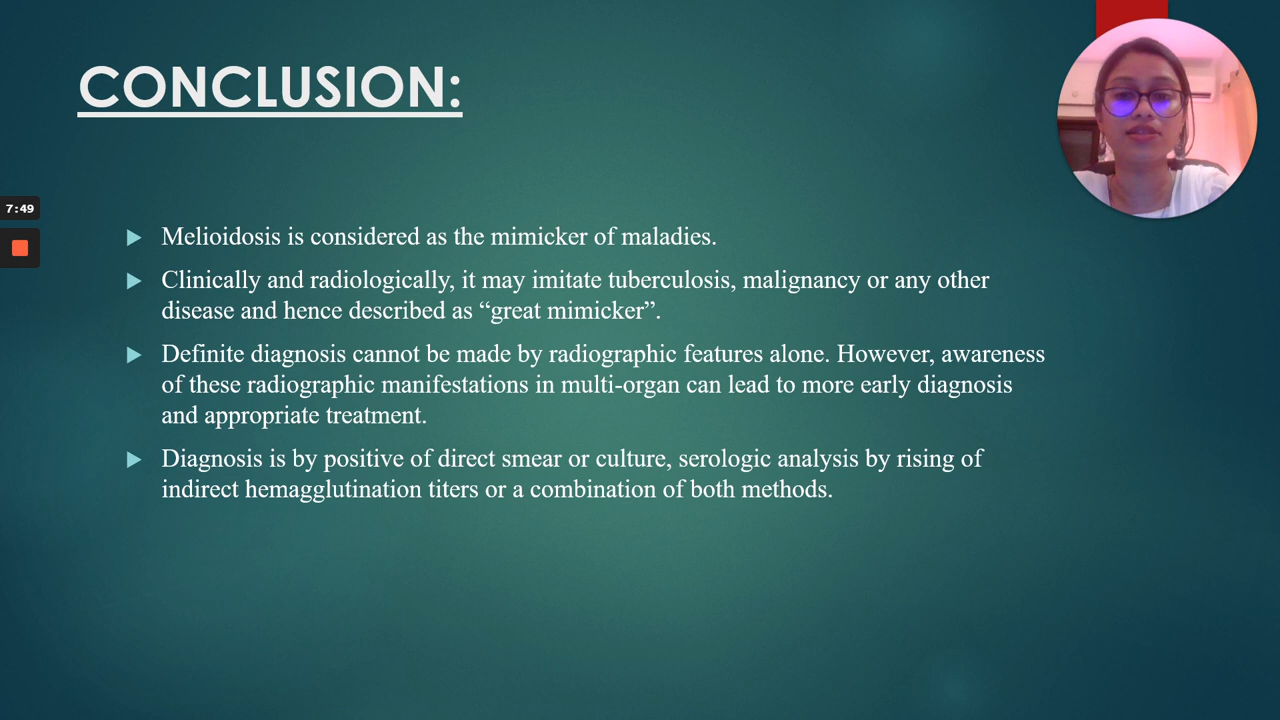 CONCLUSION:
7:49
Melioidosis is considered as the mimicker of maladies.
Clinically and radiologically, it may imitate tuberculosis, malignancy or any other
disease and hence described as “great mimicker”.
Definite diagnosis cannot be made by radiographic features alone. However, awareness
of these radiographic manifestations in multi-organ can lead to more early diagnosis
and appropriate treatment.
Diagnosis is by positive of direct smear or culture, serologic analysis by rising of
indirect hemagglutination titers or a combination of both methods.